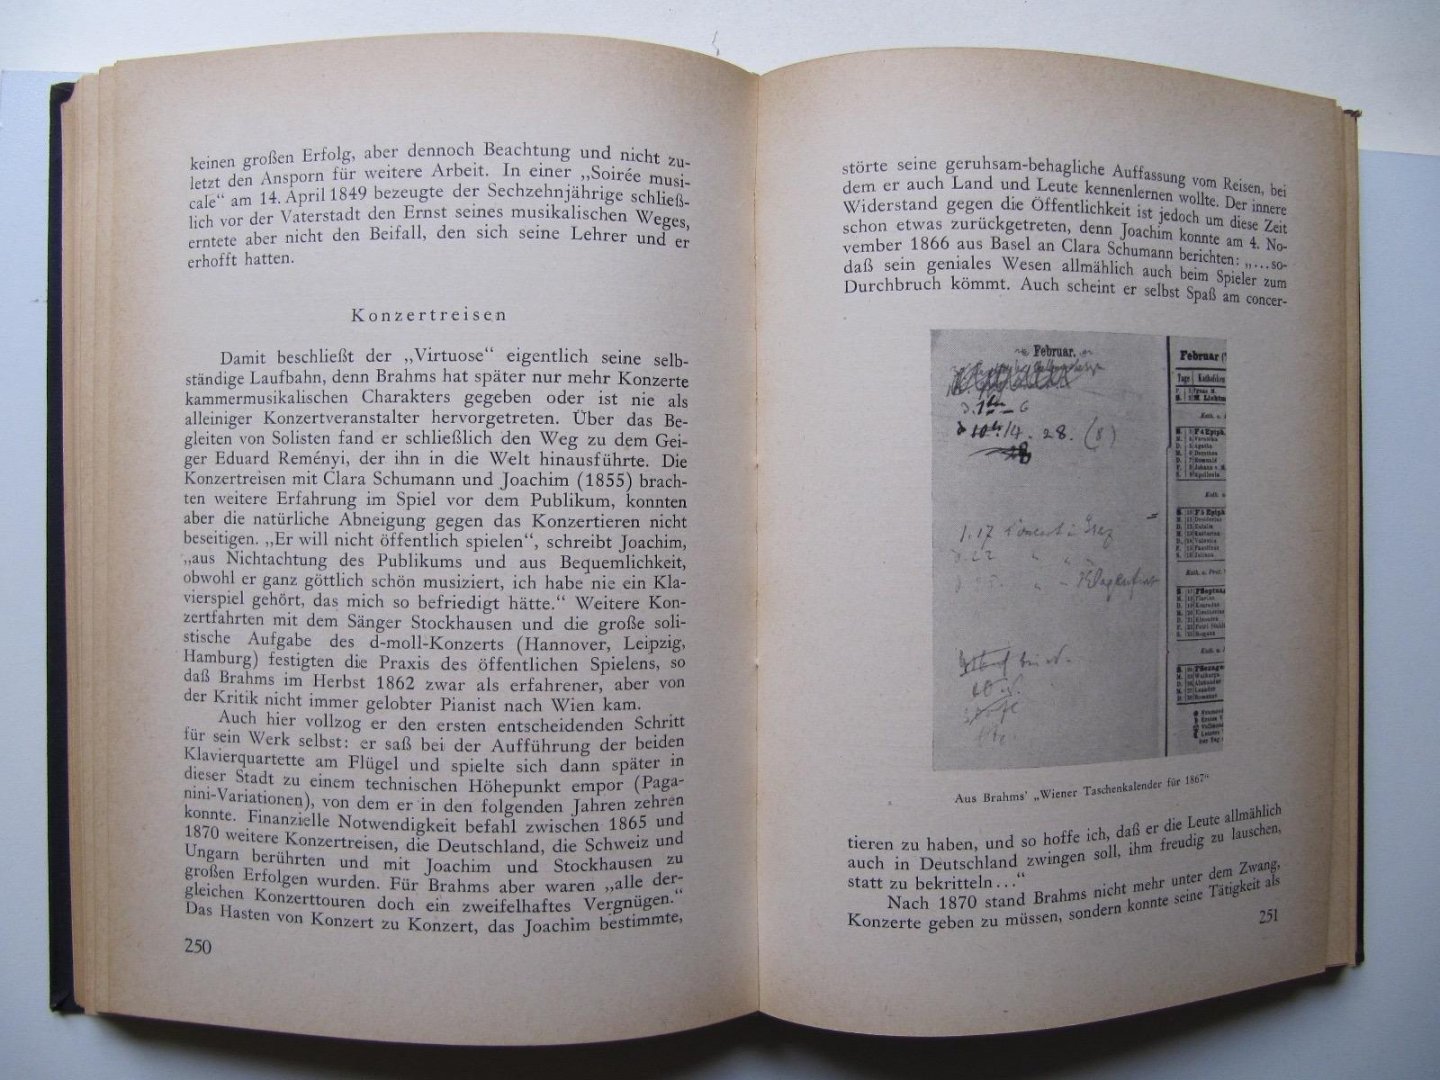 keinen großen Erfolg, aber dennoch Beachtung und nicht zu-
letzt den Ansporn für weitere Arbeit. In einer „Soirée musi-
cale“ am 14. April 1849 bezeugte der Sechzehnjährige schließ-
lich vor der Vaterstadt den Ernst seines musikalischen Weges,
erntete aber nicht den Beifall, den sich seine Lehrer und er
erhofft hatten.
Konzertreisen
Damit beschließt der „Virtuose“ eigentlich seine selb-
ständige Laufbahn, denn Brahms hat später nur mehr Konzerte
kammermusikalischen Charakters gegeben oder ist nie als
alleiniger Konzertveranstalter hervorgetreten. Über das Be-
gleiten von Solisten fand er schließlich den Weg zu dem Gei-
ger Eduard Reményi, der ihn in die Welt hinausführte. Die
Konzertreisen mit Clara Schumann und Joachim (1855) brach-
ten weitere Erfahrung im Spiel vor dem Publikum, konnten
aber die natürliche Abneigung gegen das Konzertieren nicht
beseitigen. „Er will nicht öffentlich spielen“, schreibt Joachim,
„aus Nichtachtung des Publikums und aus Bequemlichkeit,
obwohl er ganz göttlich schön musiziert, ich habe nie ein Kla-
vierspiel gehört, das mich so befriedigt hätte.“ Weitere Kon-
zertfahrten mit dem Sänger Stockhausen und die große soli-
stische Aufgabe des d-moll-Konzerts (Hannover, Leipzig,
Hamburg) festigten die Praxis des öffentlichen Spielens, so
daß Brahms im Herbst 1862 zwar als erfahrener, aber von
der Kritik nicht immer gelobter Pianist nach Wien kam.
Auch hier vollzog er den ersten entscheidenden Schritt
für sein Werk selbst: er saß bei der Aufführung der beiden
Klavierquartette am Flügel und spielte sich dann später in
dieser Stadt zu einem technischen Höhepunkt empor (Paga-
nini-Variationen), von dem er in den folgenden Jahren zehren
konnte. Finanzielle Notwendigkeit befahl zwischen 1865 und
1870 weitere Konzertreisen, die Deutschland, die Schweiz und
Ungarn berührten und mit Joachim und Stockhausen zu
großen Erfolgen wurden. Für Brahms aber waren „alle der-
gleichen Konzerttouren doch ein zweifelhaftes Vergnügen.“
Das Hasten von Konzert zu Konzert, das Joachim bestimmte,
250
störte seine geruhsam-behagliche Auffassung vom Reisen, bei
dem er auch Land und Leute kennenlernen wollte. Der innere
Widerstand gegen die Öffentlichkeit ist jedoch um diese Zeit
schon etwas zurückgetreten, denn Joachim konnte am 4. No-
vember 1866 aus Basel an Clara Schumann berichten: „...so-
daß sein geniales Wesen allmählich auch beim Spieler zum
Durchbruch kömmt. Auch scheint er selbst Spaß am concer-
Februar.
28. (8)
Februar
Tage
1.17 Concert
Klagenfurt
Aus Brahms' „Wiener Taschenkalender für 1867“
tieren zu haben, und so hoffe ich, daß er die Leute allmählich
auch in Deutschland zwingen soll, ihm freudig zu lauschen,
statt zu bekritteln...“
Nach 1870 stand Brahms nicht mehr unter dem Zwang,
Konzerte geben zu müssen, sondern konnte seine Tätigkeit als
251